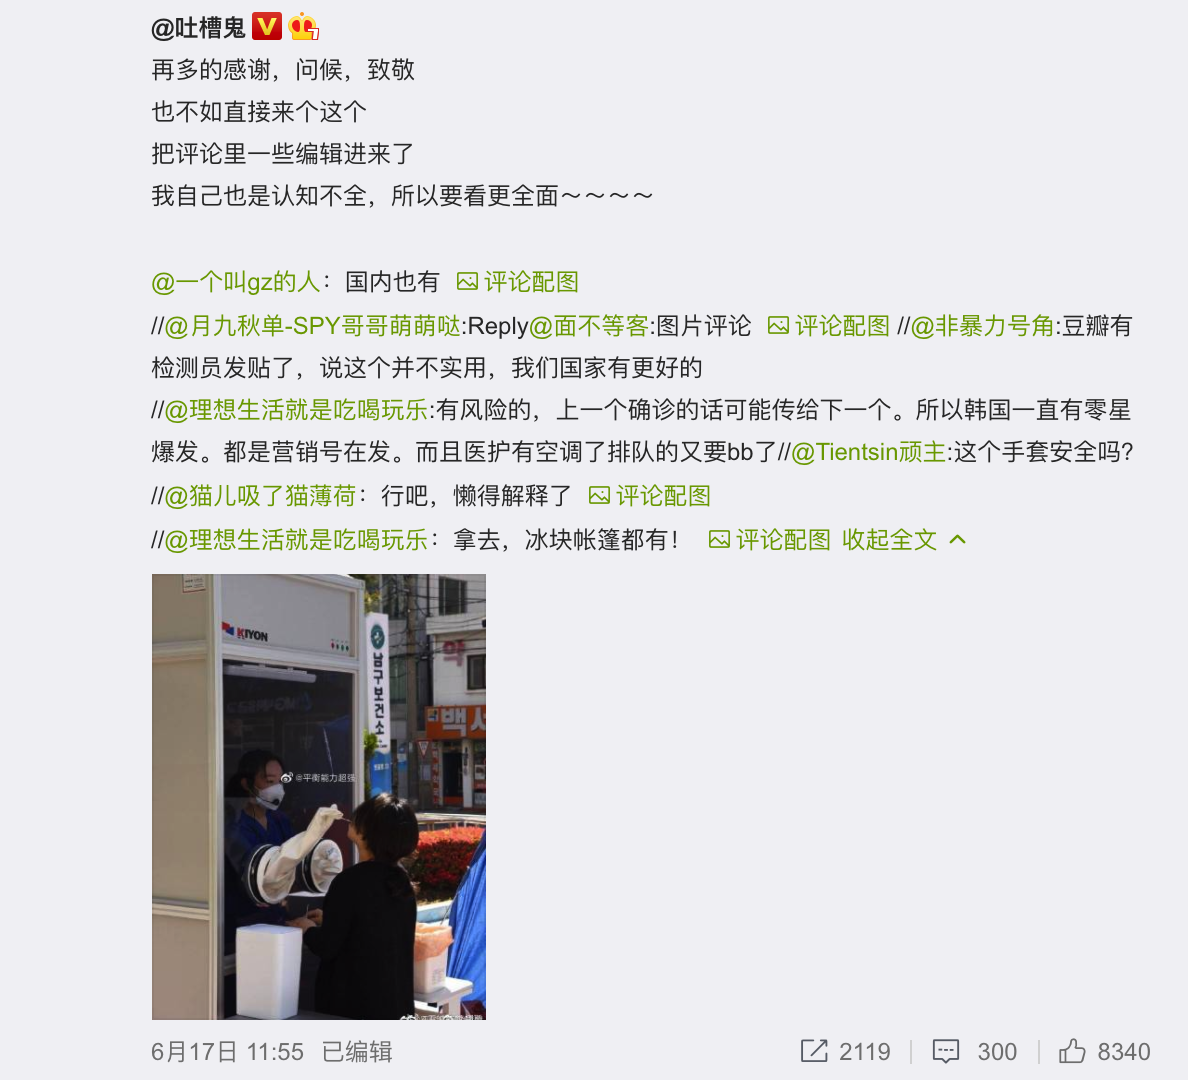 @吐槽鬼
再多的感谢，问候，致敬
也不如直接来个这个
把评论里一些编辑进来了
我自己也是认知不全，所以要看更全面～～～～
@一个叫gz的人：国内也有 评论配图
//@月九秋单-SPY哥哥萌萌哒:Reply@面不等客:图片评论 评论配图 //@非暴力号角:豆瓣有
检测员发贴了，说这个并不实用，我们国家有更好的
//@理想生活就是吃喝玩乐:有风险的，上一个确诊的话可能传给下一个。所以韩国一直有零星
爆发。都是营销号在发。而且医护有空调了排队的又要bb了//@Tientsin顽主:这个手套安全吗?
//@猫儿吸了猫薄荷：行吧，懒得解释了 评论配图
//@理想生活就是吃喝玩乐：拿去，冰块帐篷都有！ 评论配图 收起全文
KIYON
남구보건소
약
백서
@平衡能力超强
6月17日 11:55 已编辑
2119
300
8340